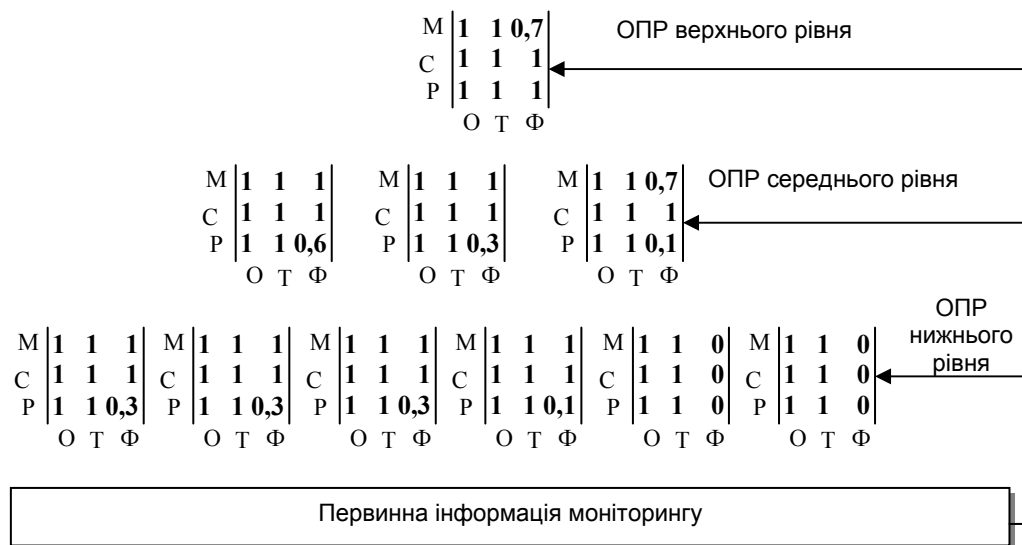 М 1 1 0,7 ОПР верхнього рівня
С 1 1 1
Р 1 1 1
О Т Ф
М 1 1 1 М 1 1 1 М 1 1 0,7 ОПР середнього рівня
С 1 1 1 С 1 1 1 С 1 1 1
Р 1 1 0,6 Р 1 1 0,3 Р 1 1 0,1
О Т Ф О Т Ф О Т Ф
ОПР
нижнього
рівня
М 1 1 1 М 1 1 1 М 1 1 1 М 1 1 1 М 1 1 0 М 1 1 0
С 1 1 1 С 1 1 1 С 1 1 1 С 1 1 1 С 1 1 0 С 1 1 0
Р 1 1 0,3 Р 1 1 0,3 Р 1 1 0,3 Р 1 1 0,1 Р 1 1 0 Р 1 1 0
О Т Ф О Т Ф О Т Ф О Т Ф О Т Ф О Т Ф
Первинна інформація моніторингу